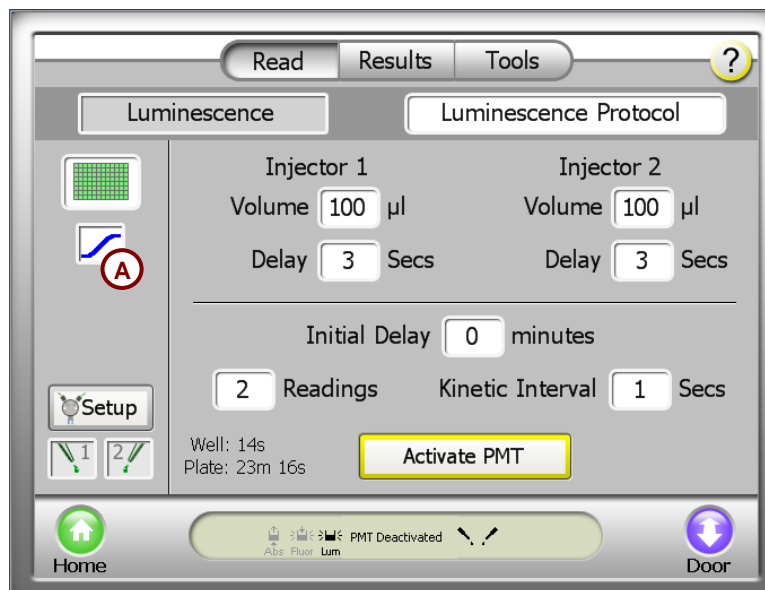 Read Results Tools ?
Luminescence Luminescence Protocol
Injector 1 Injector 2
Volume 100 µl Volume 100 µl
A
Delay 3 Secs Delay 3 Secs
Initial Delay 0 minutes
2 Readings Kinetic Interval 1 Secs
Setup
1 2
Well: 14s
Plate: 23m 16s
Activate PMT
Abs Fluor Lum PMT Deactivated
Home Door